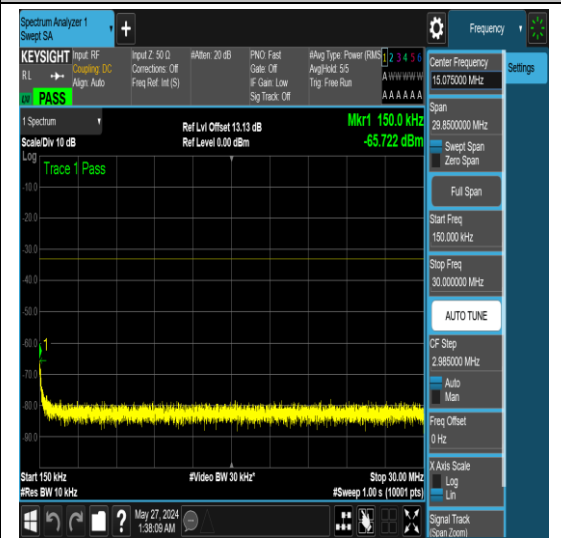 Spectrum Analyzer 1
Swept SA
+
Frequency
KEYSIGHT
Input: RF
Coupling: DC
Align: Auto
Input Z: 50 Ω
Corrections: Off
Freq Ref: Int (S)
#Atten: 20 dB
PNO: Fast
Gate: Off
IF Gain: Low
Sig Track: Off
#Avg Type: Power (RMS
Avg|Hold: 5/5
Trig: Free Run
1 2 3 4 5 6
A W W W W W
A A A A A A
R L
PASS
Center Frequency
15.075000 MHz
Settings
Span
29.8500000 MHz
Swept Span
Zero Span
Full Span
Start Freq
150.000 kHz
Stop Freq
30.000000 MHz
AUTO TUNE
CF Step
2.985000 MHz
Auto
Man
Freq Offset
0 Hz
X Axis Scale
Log
Lin
Signal Track
(Span Zoom)
1 Spectrum
Scale/Div 10 dB
Ref Lvl Offset 13.13 dB
Ref Level 0.00 dBm
Mkr1 150.0 kHz
-65.722 dBm
Log
Trace 1 Pass
-10.0
-20.0
-30.0
-40.0
-50.0
-60.0
1
-70.0
-80.0
-90.0
Start 150 kHz
#Video BW 30 kHz*
Stop 30.00 MHz
#Res BW 10 kHz
#Sweep 1.00 s (10001 pts)
?
May 27, 2024
1:38:09 AM